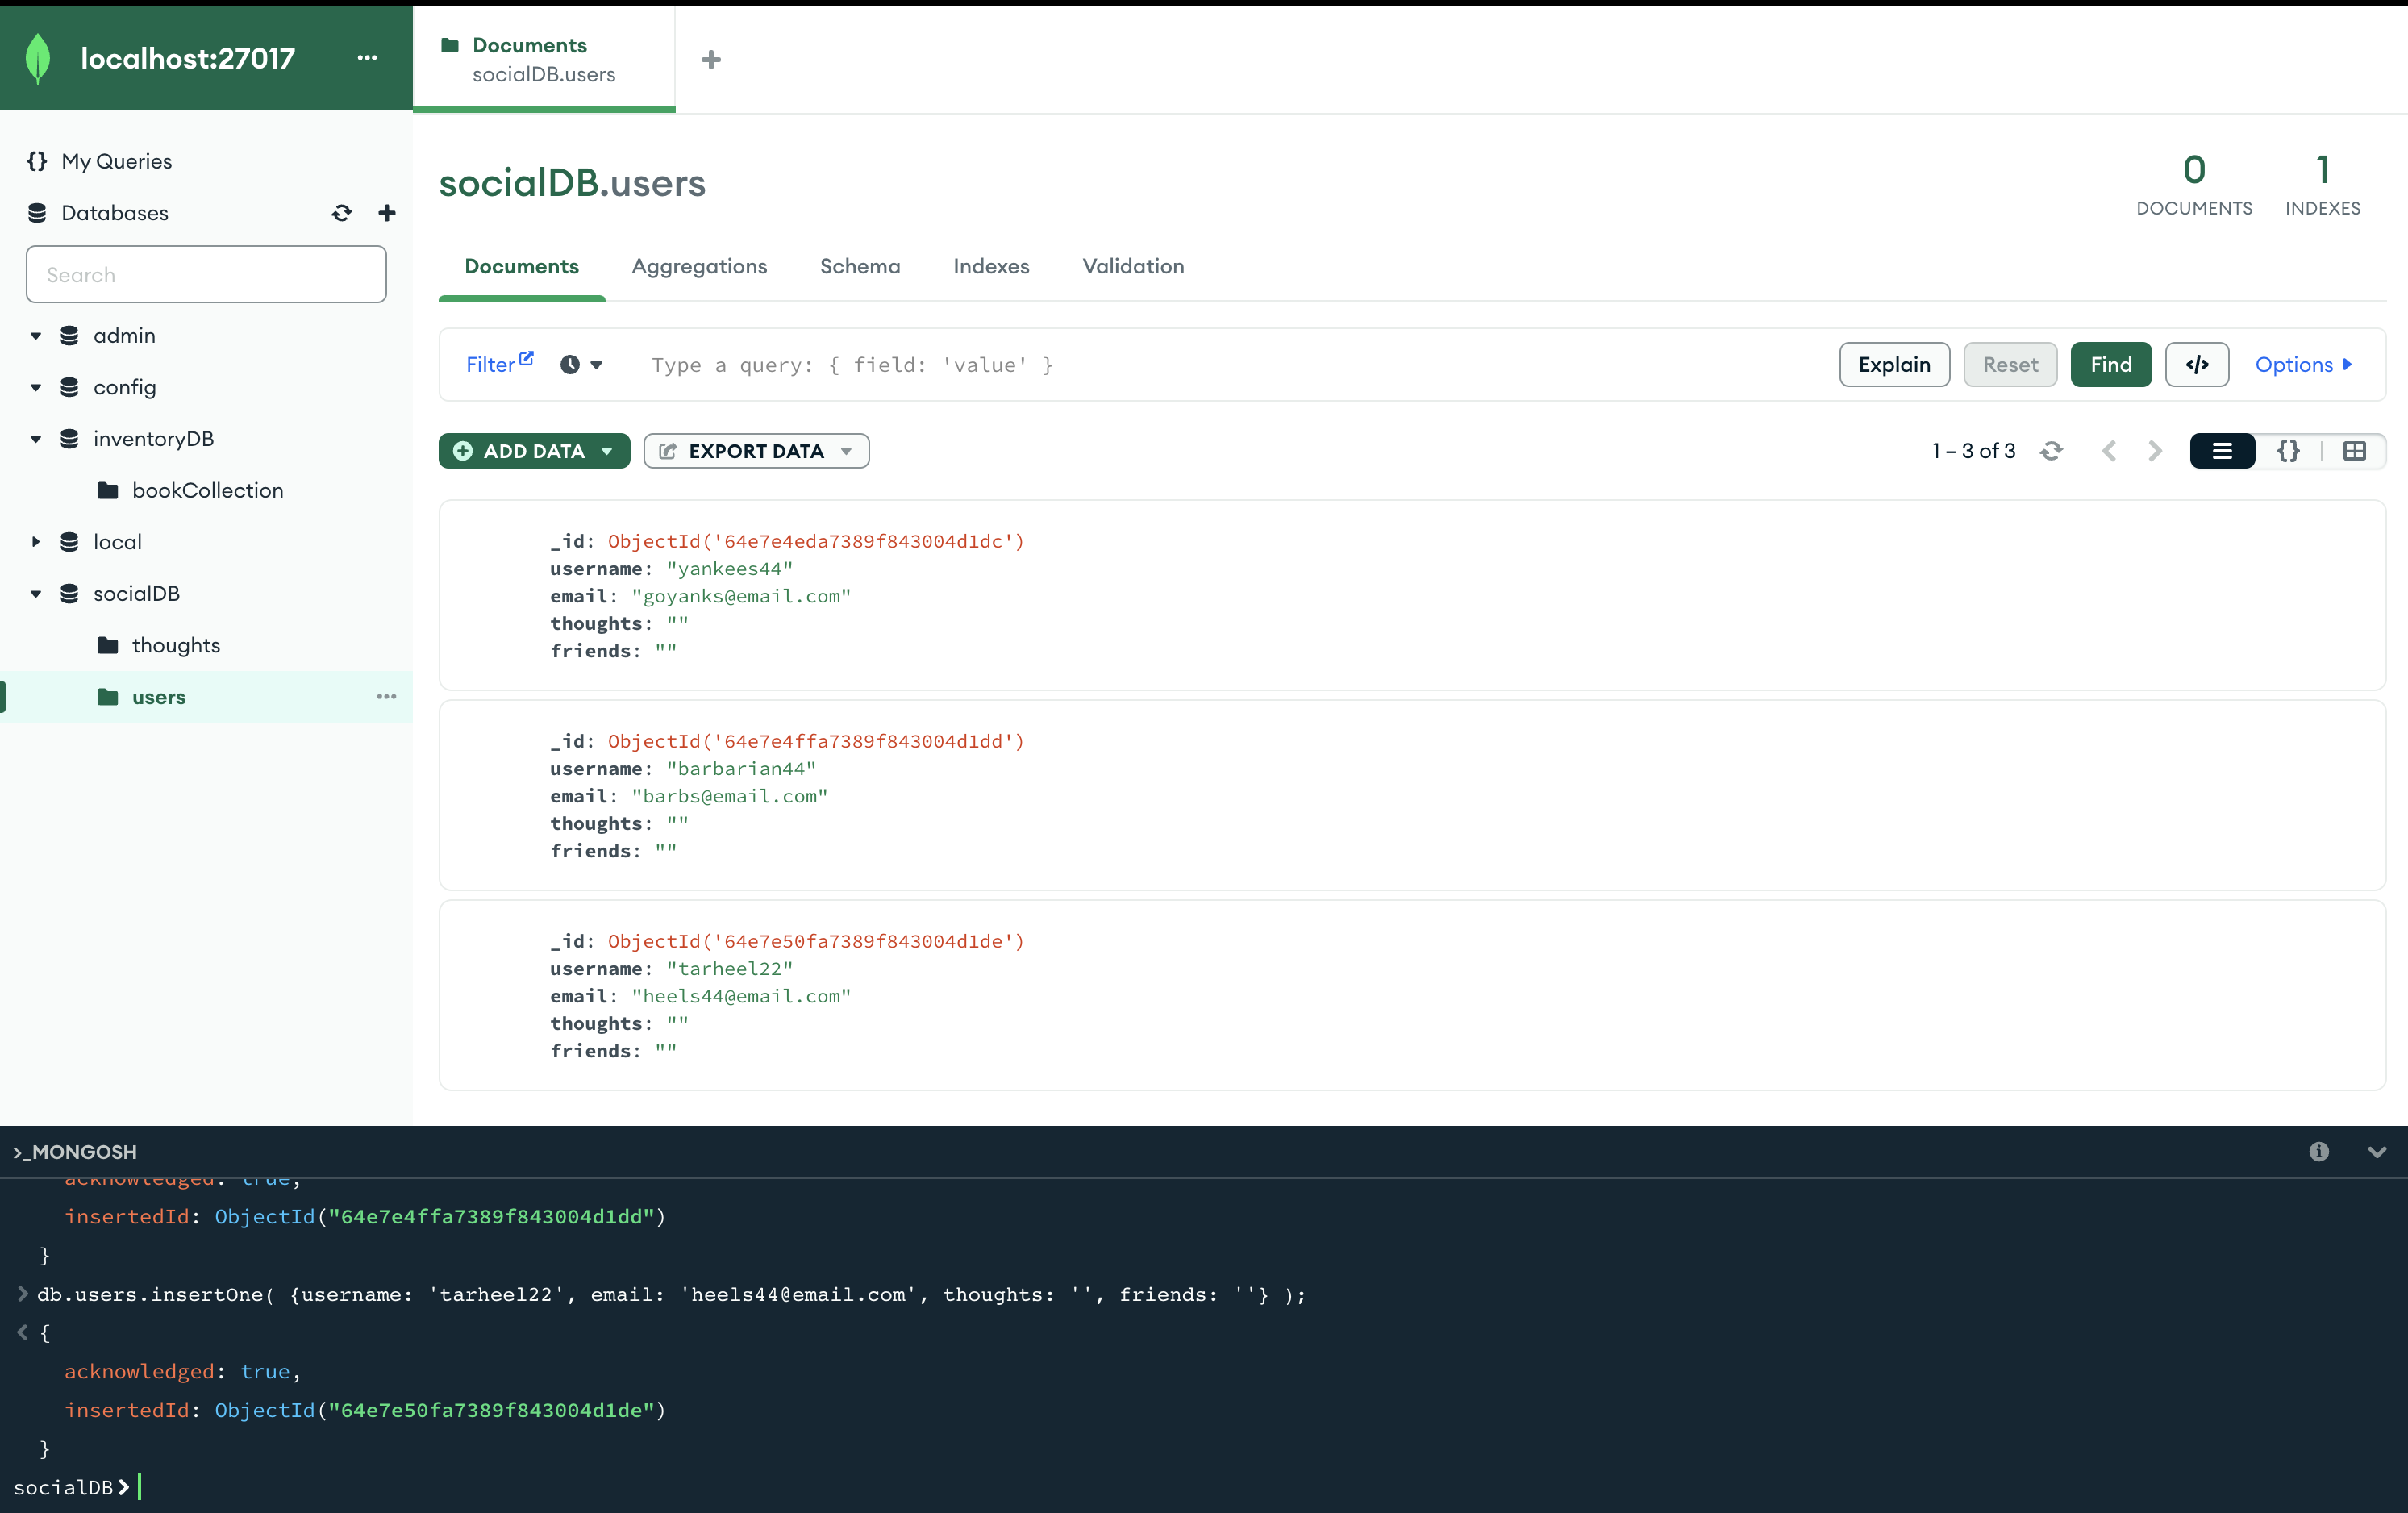 localhost:27017
My Queries
Databases
Search
admin
config
inventoryDB
bookCollection
local
socialDB
thoughts
users
Documents
socialDB.users
socialDB.users
0
DOCUMENTS
1
INDEXES
Documents Aggregations Schema Indexes Validation
Filter Type a query: { field: 'value' } Explain Reset Find </> Options
ADD DATA EXPORT DATA 1 – 3 of 3 {}
_id: ObjectId('64e7e4eda7389f843004d1dc')
username: "yankees44"
email: "goyanks@email.com"
thoughts: ""
friends: ""
_id: ObjectId('64e7e4ffa7389f843004d1dd')
username: "barbarian44"
email: "barbs@email.com"
thoughts: ""
friends: ""
_id: ObjectId('64e7e50fa7389f843004d1de')
username: "tarheel22"
email: "heels44@email.com"
thoughts: ""
friends: ""
>_MONGOSH
acknowledged: true,
insertedId: ObjectId("64e7e4ffa7389f843004d1dd")
}
> db.users.insertOne( {username: 'tarheel22', email: 'heels44@email.com', thoughts: '', friends: ''} );
< {
acknowledged: true,
insertedId: ObjectId("64e7e50fa7389f843004d1de")
}
socialDB>